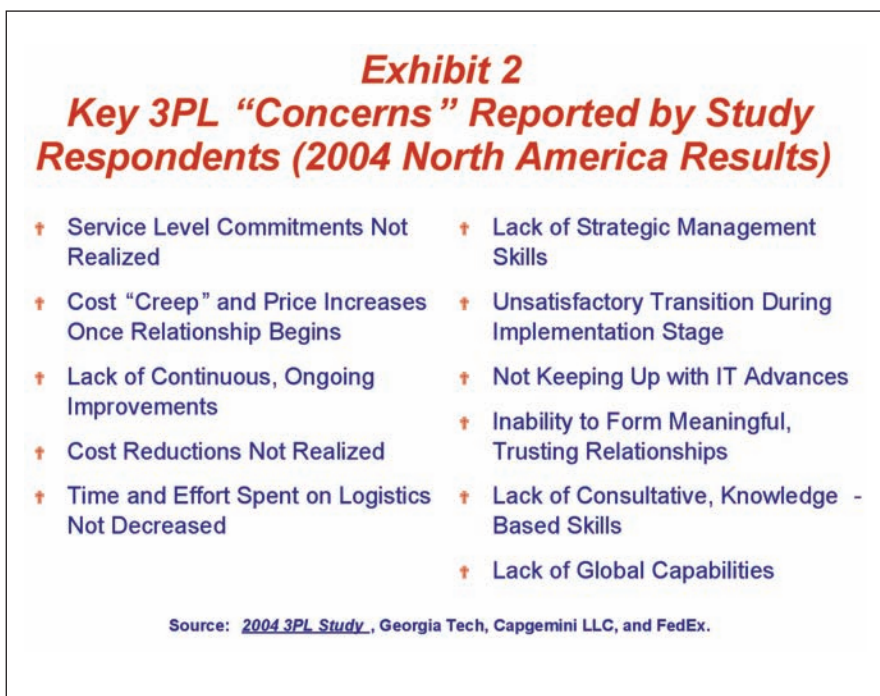 Exhibit 2
Key 3PL “Concerns” Reported by Study
Respondents (2004 North America Results)
Service Level Commitments Not
Realized
Cost “Creep” and Price Increases
Once Relationship Begins
Lack of Continuous, Ongoing
Improvements
Cost Reductions Not Realized
Time and Effort Spent on Logistics
Not Decreased
Lack of Strategic Management
Skills
Unsatisfactory Transition During
Implementation Stage
Not Keeping Up with IT Advances
Inability to Form Meaningful,
Trusting Relationships
Lack of Consultative, Knowledge -
Based Skills
Lack of Global Capabilities
Source: 2004 3PL Study , Georgia Tech, Capgemini LLC, and FedEx.